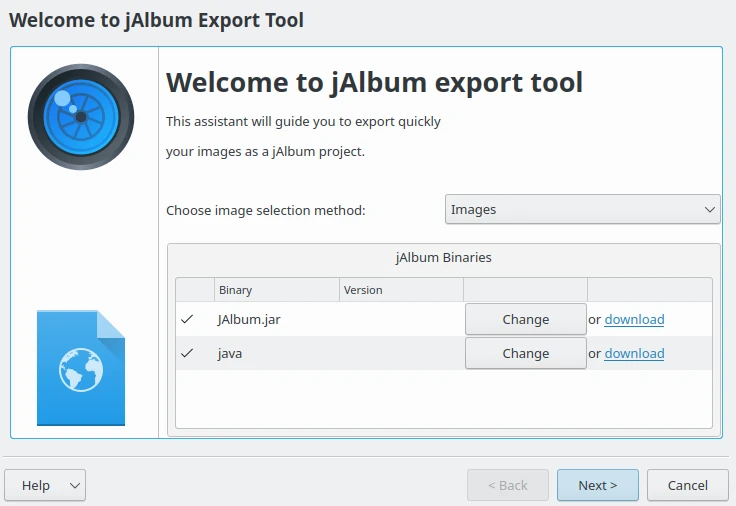 Welcome to jAlbum Export Tool
Welcome to jAlbum export tool
This assistant will guide you to export quickly
your images as a jAlbum project.
Choose image selection method: Images
jAlbum Binaries
Binary Version
JAlbum.jar Change or download
java Change or download
Help < Back Next > Cancel